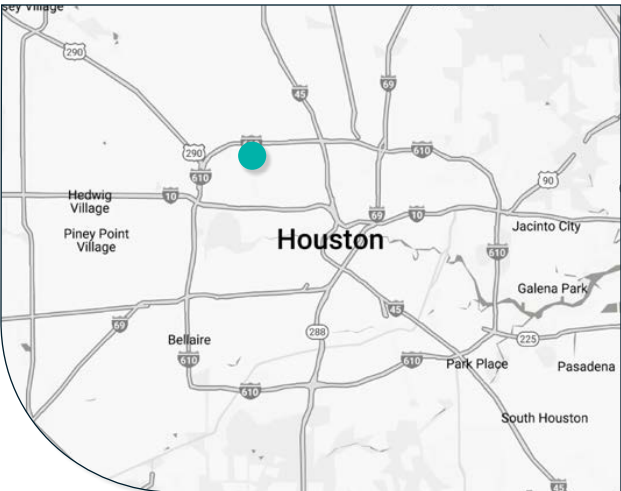 sey Village
290
45
69
610
290
610
610
90
Hedwig
Village
10
69
10
Jacinto City
Piney Point
Village
Houston
610
Galena Park
69
45
288
225
Bellaire
610
610
Park Place
Pasadena
610
South Houston
45